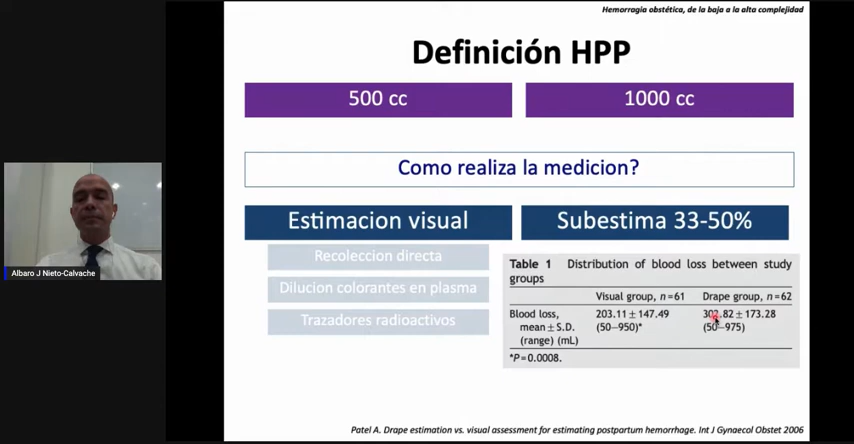 Hemorragia obstética, de la baja a la alta complejidad
Definición HPP
500 cc
1000 cc
Como realiza la medicion?
Estimacion visual
Subestima 33-50%
Recoleccion directa
Dilucion colorantes en plasma
Trazadores radioactivos
Table 1 Distribution of blood loss between study
groups
Visual group, n=61 Drape group, n=62
Blood loss, 203.11 ± 147.49 302.82 ± 173.28
mean ± S.D. (50–950)* (50–975)
(range) (mL)
*P=0.0008.
Albaro J Nieto-Calvache
Patel A. Drape estimation vs. visual assessment for estimating postpartum hemorrhage. Int J Gynaecol Obstet 2006